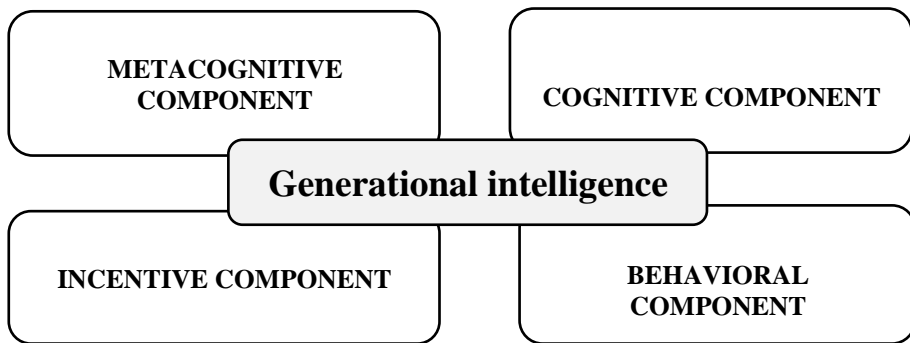 METACOGNITIVE
COMPONENT
COGNITIVE COMPONENT
Generational intelligence
INCENTIVE COMPONENT
BEHAVIORAL
COMPONENT